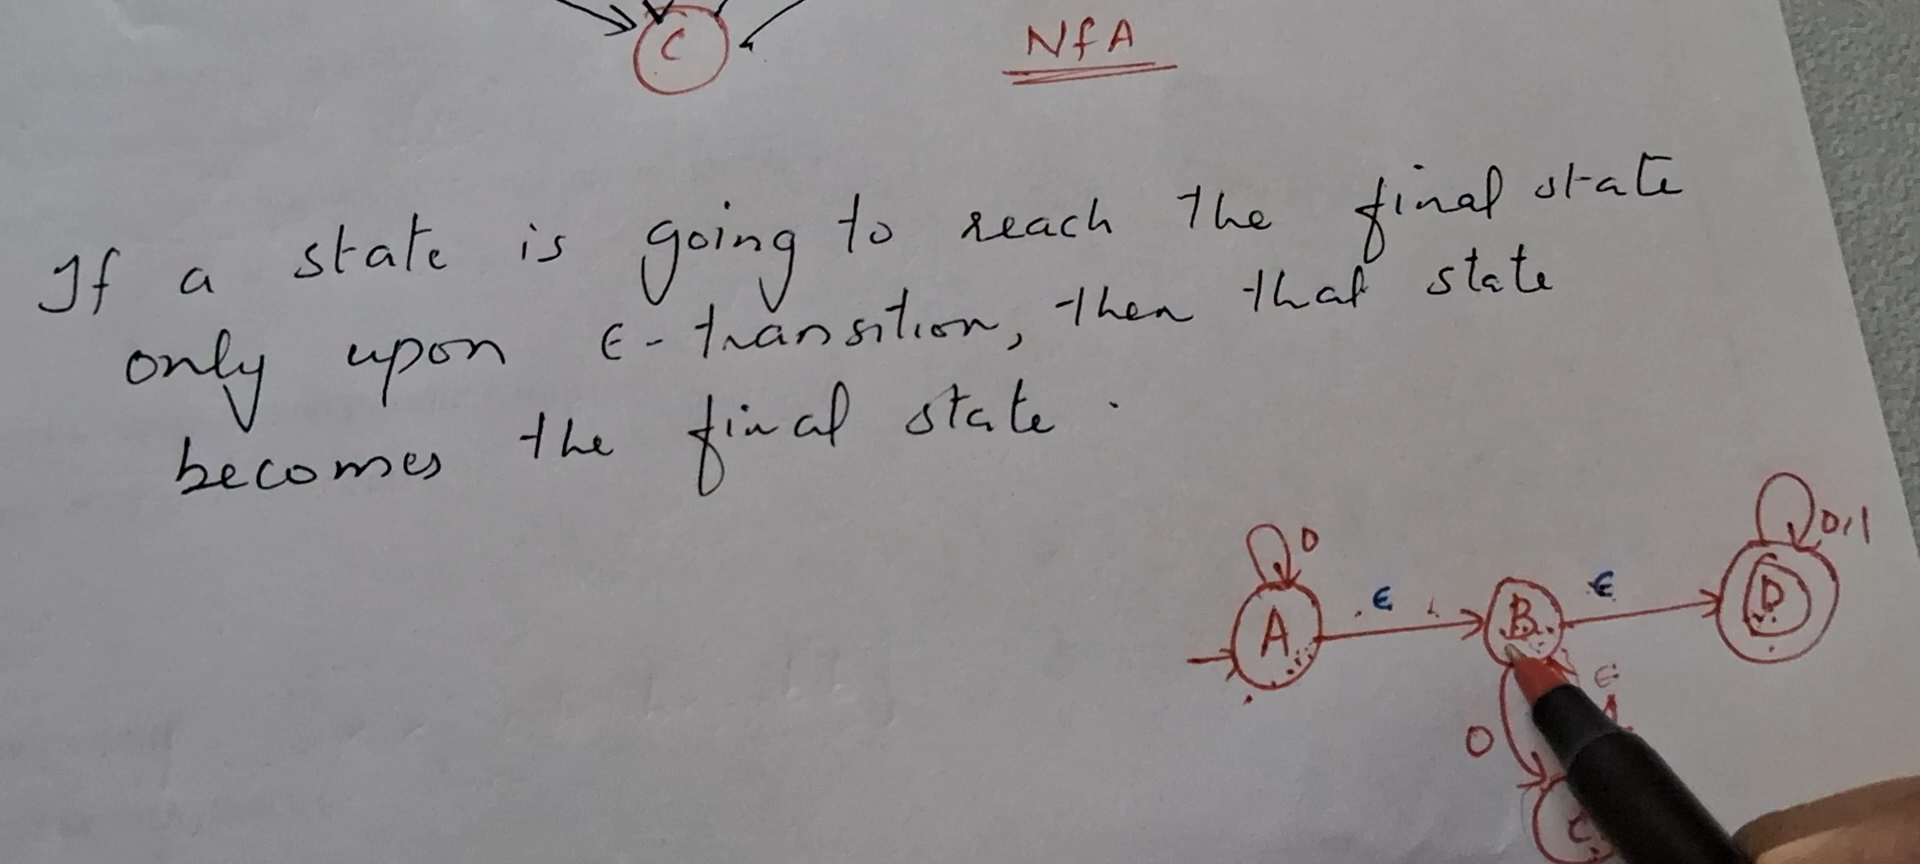 C
NfA
If a state is going to reach the final state
only upon ϵ-transition, then that state
becomes the final state.
0
0,1
A ϵ B ϵ D
ϵ
0